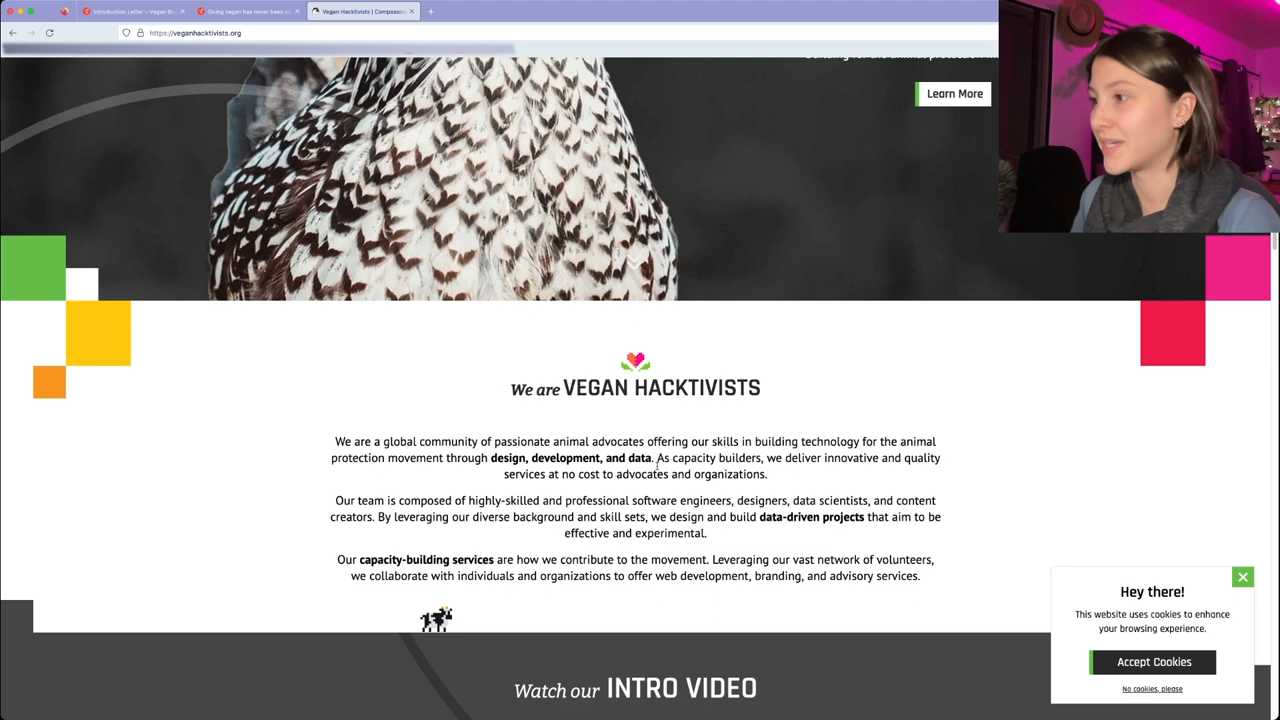 Introduction Letter – Vegan Bo
Going vegan has never been e
Vegan Hacktivists | Compassion
https://veganhacktivists.org
Learn More
We are VEGAN HACKTIVISTS
We are a global community of passionate animal advocates offering our skills in building technology for the animal
protection movement through design, development, and data. As capacity builders, we deliver innovative and quality
services at no cost to advocates and organizations.
Our team is composed of highly-skilled and professional software engineers, designers, data scientists, and content
creators. By leveraging our diverse background and skill sets, we design and build data-driven projects that aim to be
effective and experimental.
Our capacity-building services are how we contribute to the movement. Leveraging our vast network of volunteers,
we collaborate with individuals and organizations to offer web development, branding, and advisory services.
Hey there!
This website uses cookies to enhance
your browsing experience.
Accept Cookies
No cookies, please
Watch our INTRO VIDEO